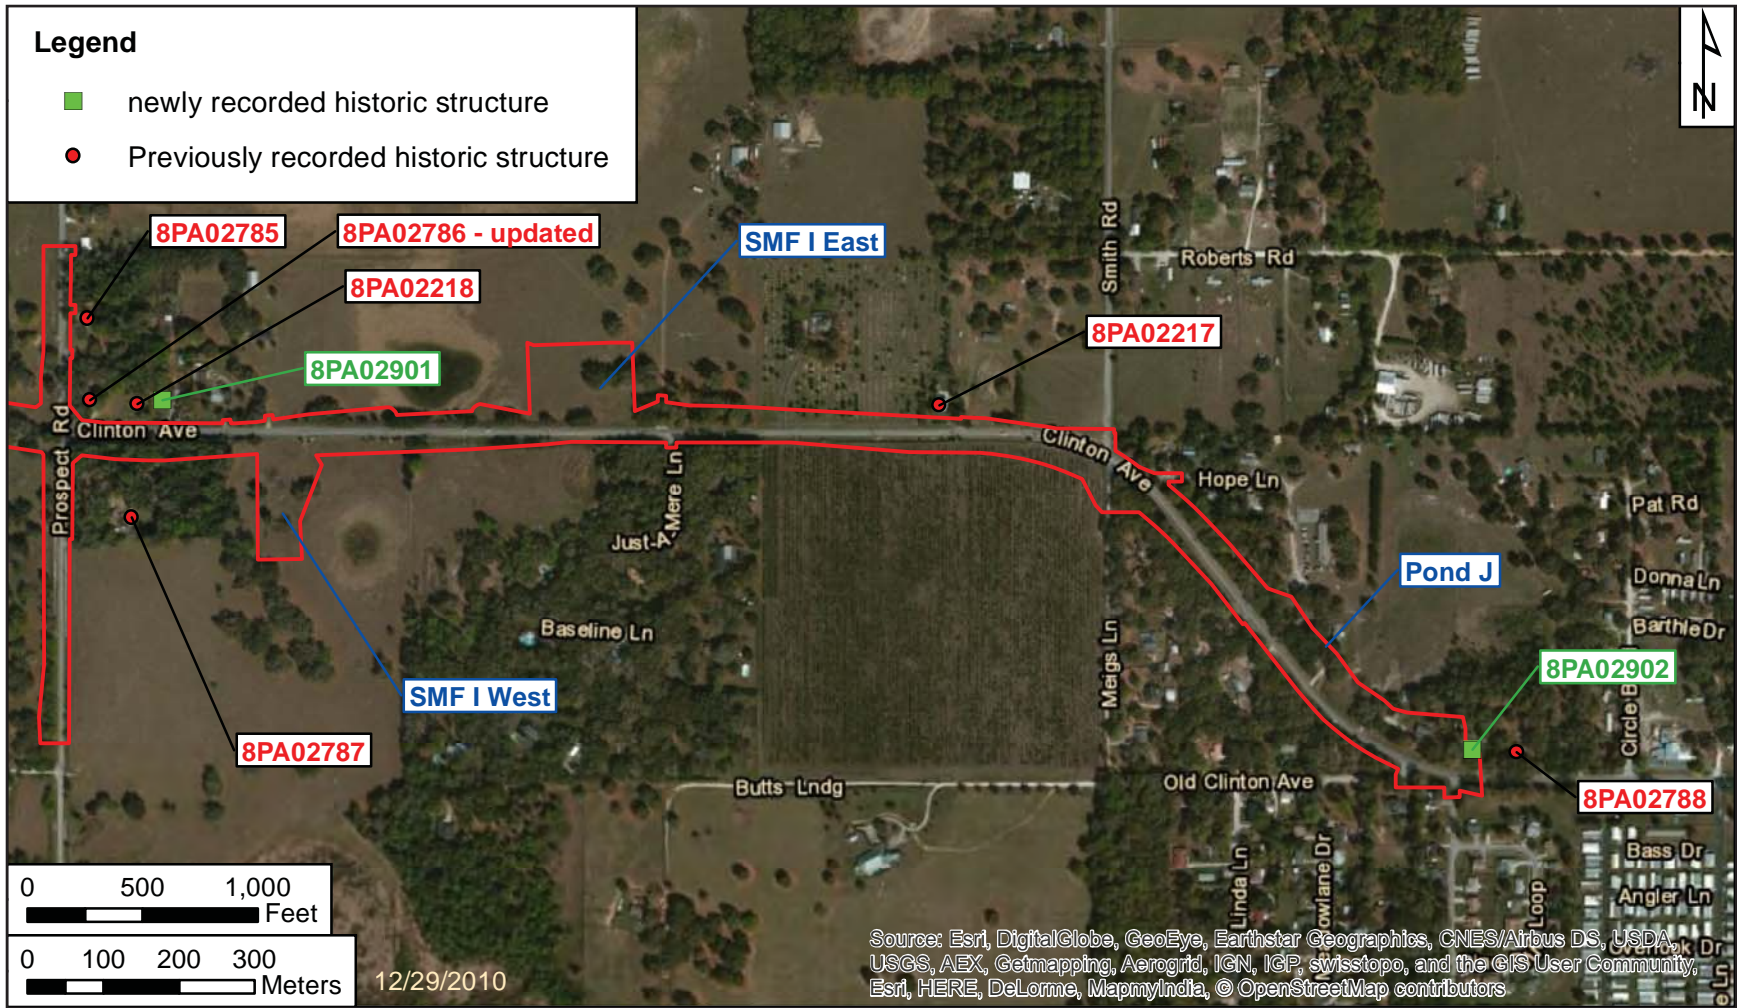 Legend
newly recorded historic structure
Previously recorded historic structure
N
8PA02785
8PA02786 - updated
8PA02218
8PA02901
SMF I East
Smith Rd
Roberts Rd
8PA02217
Prospect Rd
Clinton Ave
Clinton Ave
Hope Ln
Pat Rd
Just-A-Mere Ln
Pond J
Donna Ln
Baseline Ln
Barthle Dr
Meigs Ln
8PA02902
SMF I West
8PA02787
Butts Lndg
Old Clinton Ave
8PA02788
Bass Dr
Linda Ln
Loop
Angler Ln
0 500 1,000
Feet
0 100 200 300
Meters
12/29/2010
Source: Esri, DigitalGlobe, GeoEye, Earthstar Geographics, CNES/Airbus DS, USDA,
USGS, AEX, Getmapping, Aerogrid, IGN, IGP, swisstopo, and the GIS User Community,
Esri, HERE, DeLorme, MapmyIndia, © OpenStreetMap contributors